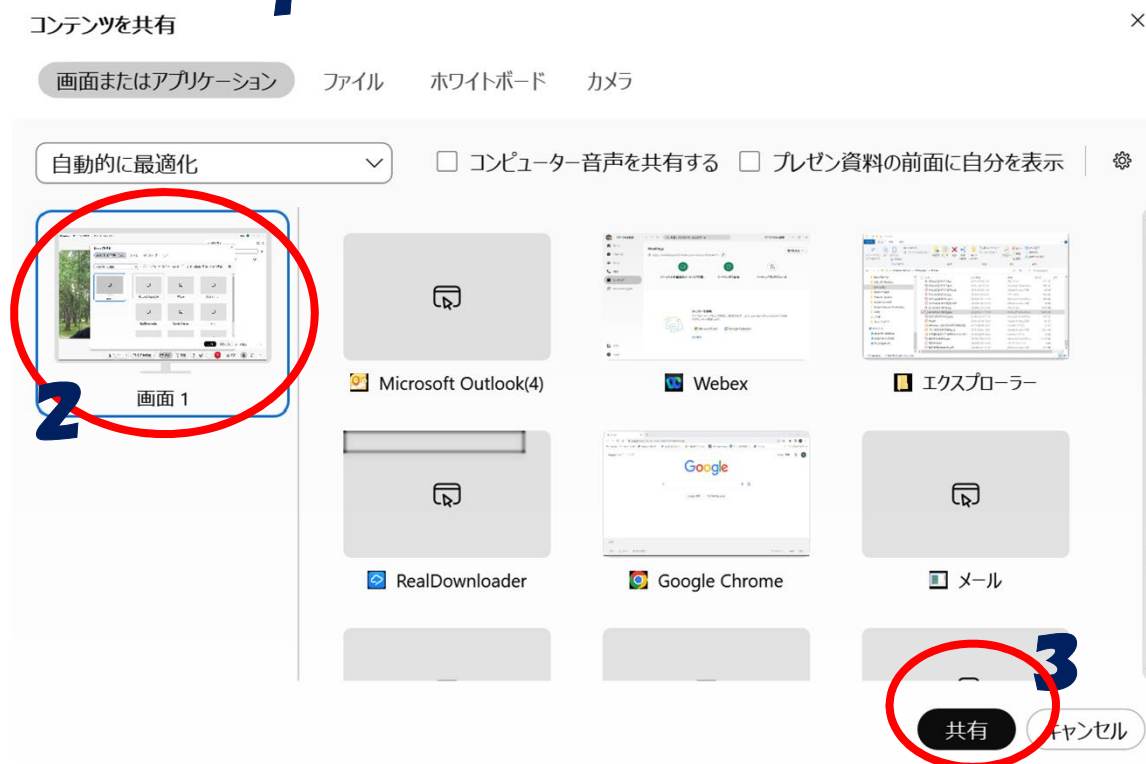 コンテンツを共有
画面またはアプリケーション ファイル ホワイトボード カメラ
自動的に最適化 コンピューター音声を共有する プレゼン資料の前面に自分を表示
画面 1
2
Microsoft Outlook(4) Webex エクスプローラー
Google
RealDownloader Google Chrome メール
3
共有 キャンセル